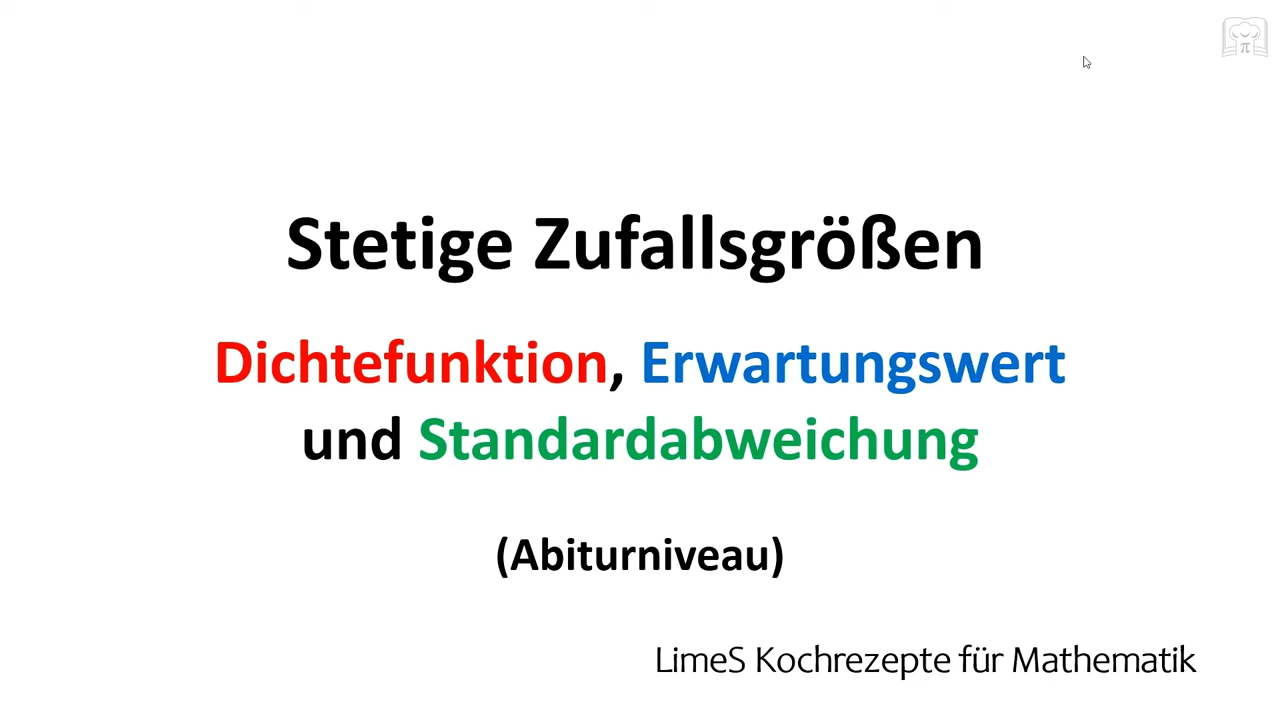 Stetige Zufallsgrößen
Dichtefunktion, Erwartungswert
und Standardabweichung
(Abiturniveau)
LimeS Kochrezepte für Mathematik
π